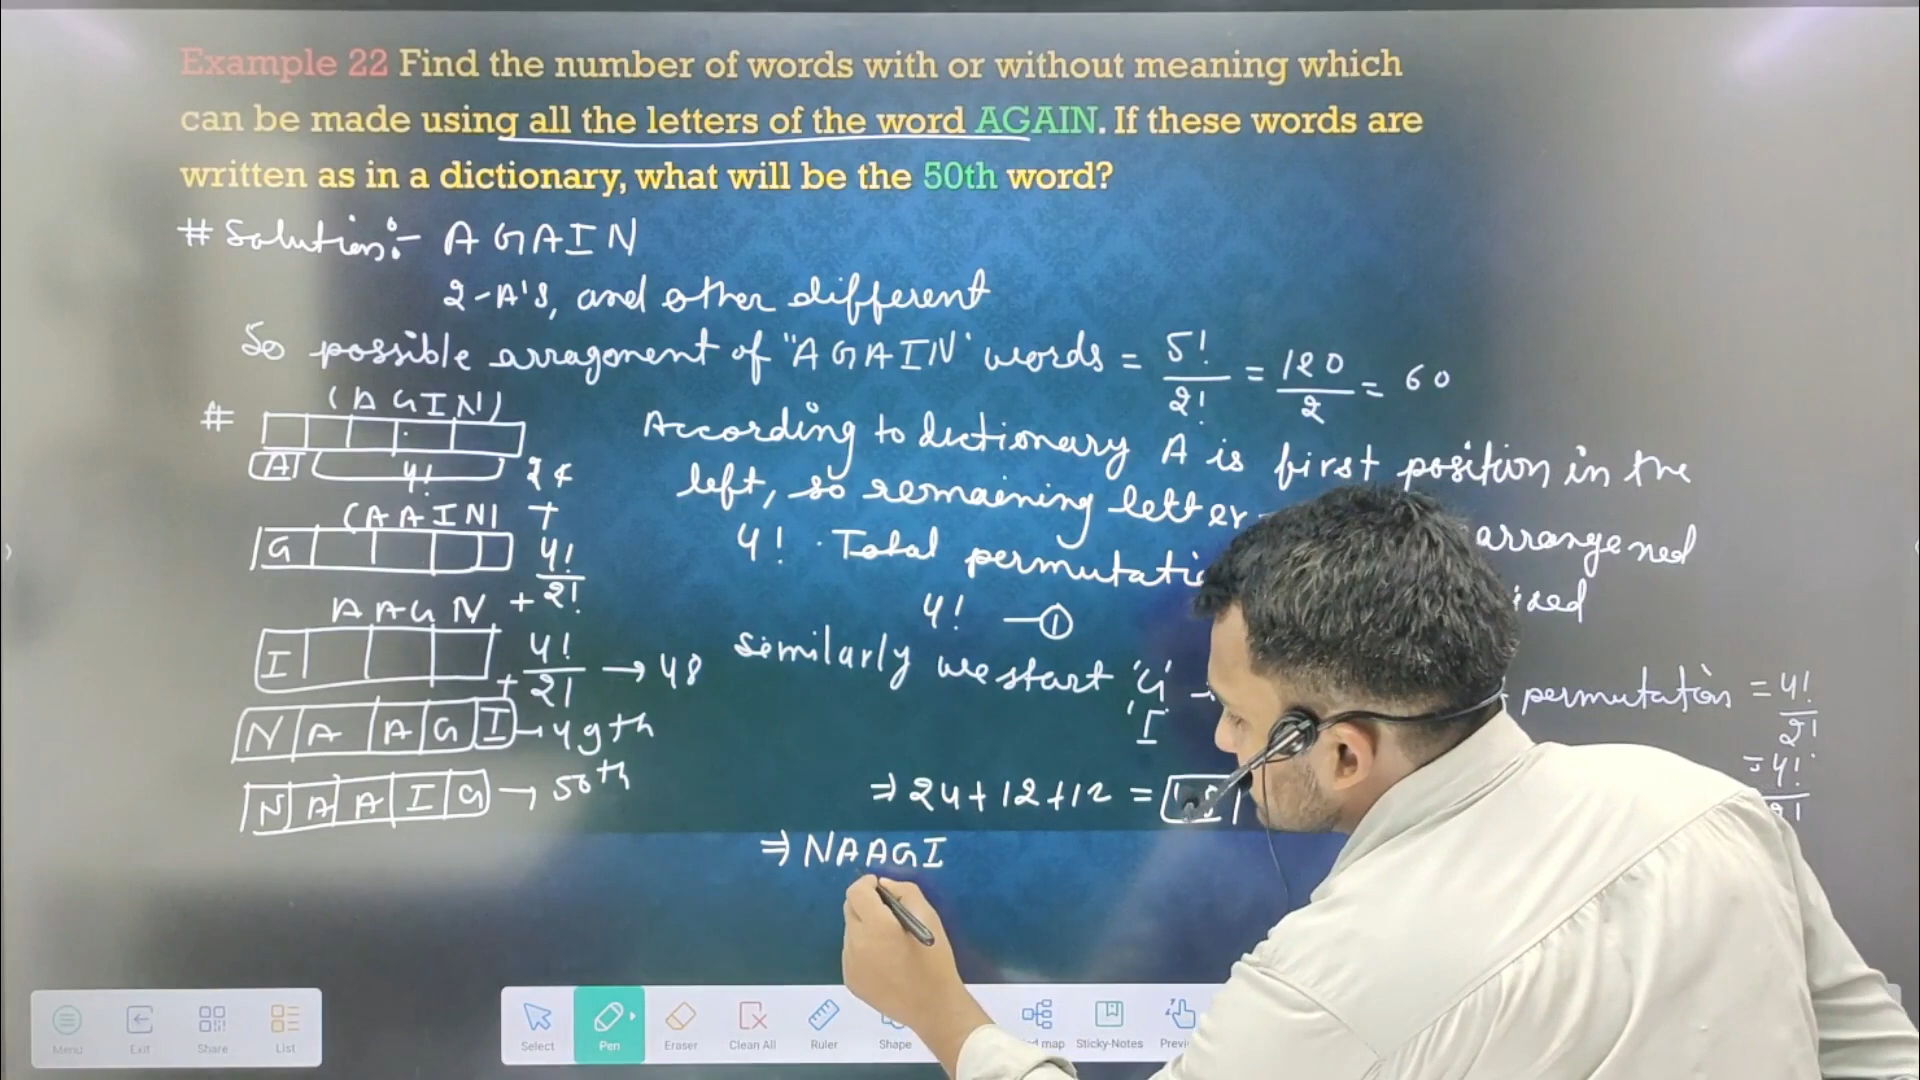 Example 22 Find the number of words with or without meaning which
can be made using all the letters of the word AGAIN. If these words are
written as in a dictionary, what will be the 50th word?
# Solution:- AGAIN
2-A's, and other different
So possible arragement of "AGAIN" words = 5!/2! = 120/2 = 60
# (AGIN)
A 4! 24
(AAIN) +
G 4!/2!
AAGN +
I 4!/2! → 48
+
N A A G I → 49th
N A A I G → 50th
According to dictionary A is first position in the
left, so remaining letter arrangened
4! . Total permutatio
4! —①
Similarly we start 'G' permutation = 4!/2!
'I = 4!/2!
⇒ 24+12+12 =
⇒ NAAGI
Menu Exit Share List
Select Pen Eraser Clean All Ruler Shape map Sticky-Notes Previ